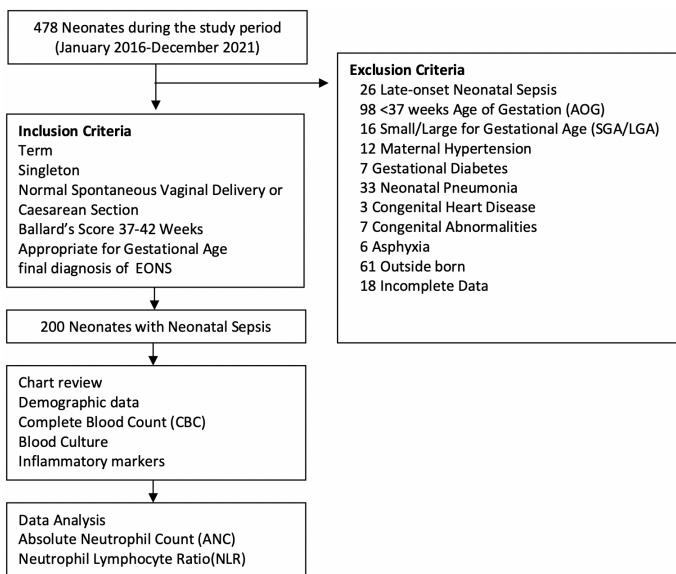 478 Neonates during the study period
(January 2016-December 2021)
Exclusion Criteria
26 Late-onset Neonatal Sepsis
98 <37 weeks Age of Gestation (AOG)
16 Small/Large for Gestational Age (SGA/LGA)
12 Maternal Hypertension
7 Gestational Diabetes
33 Neonatal Pneumonia
3 Congenital Heart Disease
7 Congenital Abnormalities
6 Asphyxia
61 Outside born
18 Incomplete Data
Inclusion Criteria
Term
Singleton
Normal Spontaneous Vaginal Delivery or
Caesarean Section
Ballard's Score 37-42 Weeks
Appropriate for Gestational Age
final diagnosis of EONS
200 Neonates with Neonatal Sepsis
Chart review
Demographic data
Complete Blood Count (CBC)
Blood Culture
Inflammatory markers
Data Analysis
Absolute Neutrophil Count (ANC)
Neutrophil Lymphocyte Ratio(NLR)